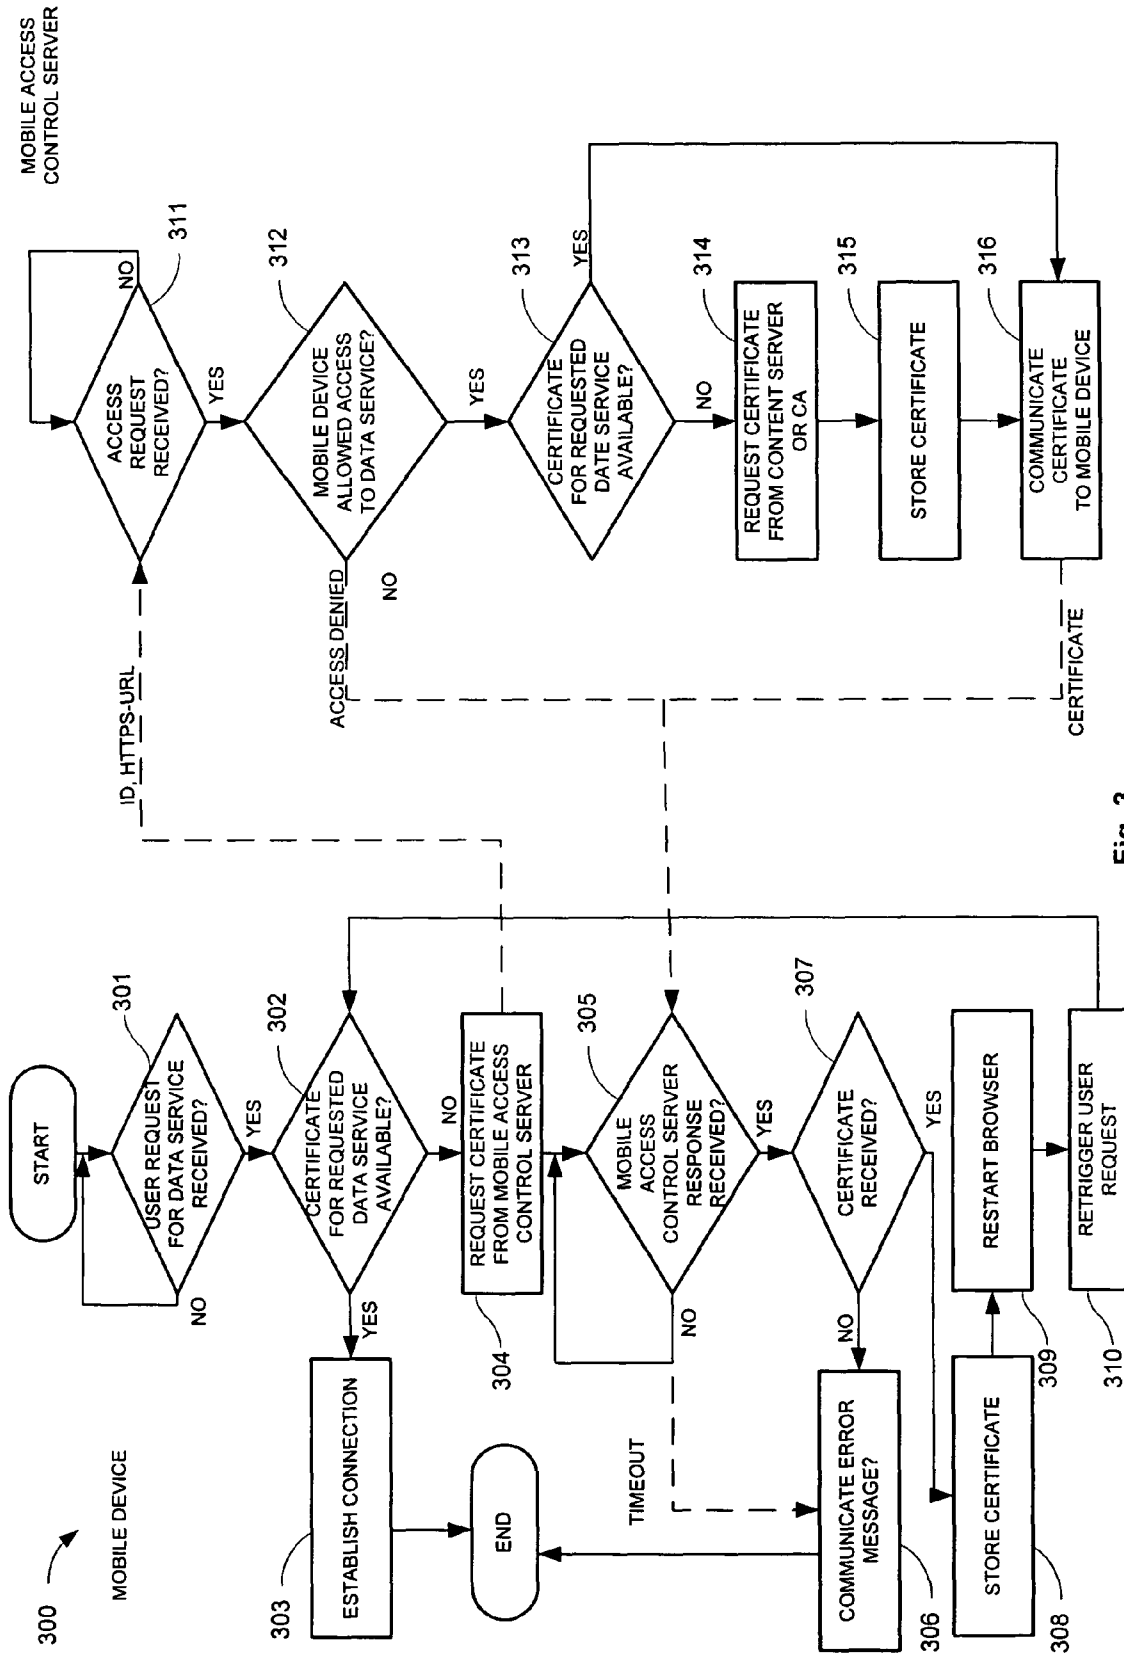 300
MOBILE DEVICE
START
USER REQUEST
FOR DATA SERVICE
RECEIVED?
301
NO
YES
CERTIFICATE
FOR REQUESTED
DATA SERVICE
AVAILABLE?
302
YES
NO
ESTABLISH CONNECTION
303
END
REQUEST CERTIFICATE
FROM MOBILE ACCESS
CONTROL SERVER
304
MOBILE
ACCESS
CONTROL SERVER
RESPONSE
RECEIVED?
305
NO
YES
TIMEOUT
CERTIFICATE
RECEIVED?
307
NO
YES
COMMUNICATE ERROR
MESSAGE?
306
STORE CERTIFICATE
308
RESTART BROWSER
309
RETRIGGER USER
REQUEST
310
MOBILE ACCESS
CONTROL SERVER
ID, HTTPS-URL
ACCESS
REQUEST
RECEIVED?
311
NO
YES
MOBILE DEVICE
ALLOWED ACCESS
TO DATA SERVICE?
312
ACCESS DENIED
NO
YES
CERTIFICATE
FOR REQUESTED
DATE SERVICE
AVAILABLE?
313
YES
NO
REQUEST CERTIFICATE
FROM CONTENT SERVER
OR CA
314
STORE CERTIFICATE
315
COMMUNICATE
CERTIFICATE
TO MOBILE DEVICE
316
CERTIFICATE
Fig. 3